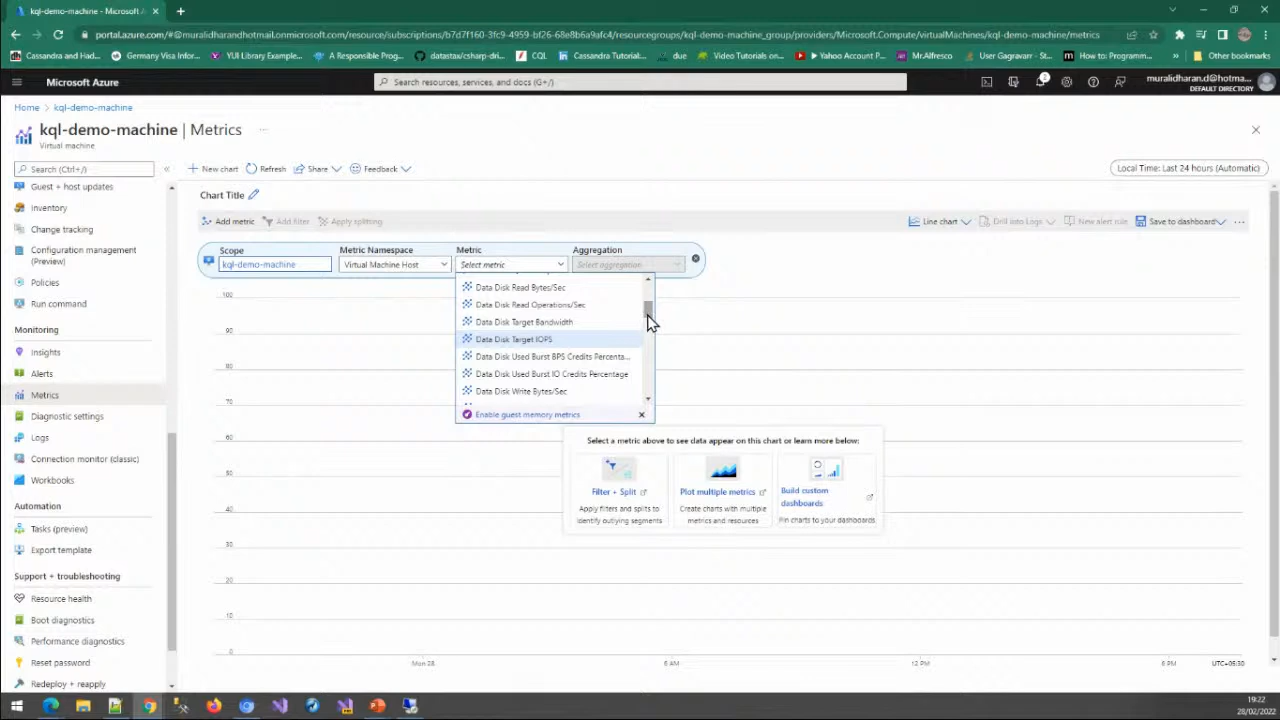 kql-demo-machine - Microsoft A
portal.azure.com/#@muralidharandhotmail.onmicrosoft.com/resource/subscriptions/b7d7f160-3fc9-4959-bf26-68e8b6a9afc4/resourcegroups/kql-demo-machine_group/providers/Microsoft.Compute/virtualMachines/kql-demo-machine/metrics
Cassandra and Had
Germany Visa Infor...
YUI Library Example...
A Responsible Prog...
datastax/csharp-dri...
CQL
Cassandra Tutorial:
due
Video Tutorials on...
Yahoo Account P...
Mr.Alfresco
User Gagravarr - St...
How to: Programm...
»
Other bookmarks
Microsoft Azure
Search resources, services, and docs (G+/)
2
muralidharan.d@hotma...
DEFAULT DIRECTORY
Home > kql-demo-machine
kql-demo-machine | Metrics ...
Virtual machine
Search (Ctrl+/)
«
New chart
Refresh
Share
Feedback
Local Time: Last 24 hours (Automatic)
Guest + host updates
Inventory
Change tracking
Configuration management
(Preview)
Policies
Run command
Monitoring
Insights
Alerts
Metrics
Diagnostic settings
Logs
Connection monitor (classic)
Workbooks
Automation
Tasks (preview)
Export template
Support + troubleshooting
Resource health
Boot diagnostics
Performance diagnostics
Reset password
Redeploy + reapply
Chart Title
Add metric
Add filter
Apply splitting
Line chart
Drill into Logs
New alert rule
Save to dashboard
...
Scope
kql-demo-machine
Metric Namespace
Virtual Machine Host
Metric
Select metric
Aggregation
Select aggregation
Data Disk Read Bytes/Sec
Data Disk Read Operations/Sec
Data Disk Target Bandwidth
Data Disk Target IOPS
Data Disk Used Burst BPS Credits Percenta...
Data Disk Used Burst IO Credits Percentage
Data Disk Write Bytes/Sec
Enable guest memory metrics
Select a metric above to see data appear on this chart or learn more below:
Filter + Split
Apply filters and splits to
identify outlying segments
Plot multiple metrics
Create charts with multiple
metrics and resources
Build custom
dashboards
Pin charts to your dashboards
100
90
80
70
60
50
40
30
20
10
0
Mon 28
6 AM
12 PM
6 PM
UTC+05:30
19:22
28/02/2022